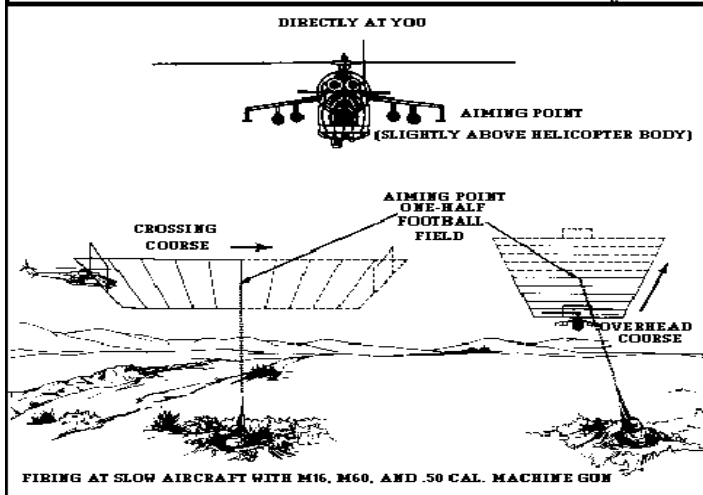 DIRECTLY AT YOU
AIMING POINT
(SLIGHTLY ABOVE HELICOPTER BODY)
AIMING POINT
ONE-HALF
FOOTBALL
FIELD
CROSSING
COURSE
OVERHEAD
COURSE
FIRING AT SLOW AIRCRAFT WITH M16, M60, AND .50 CAL. MACHINE GUN